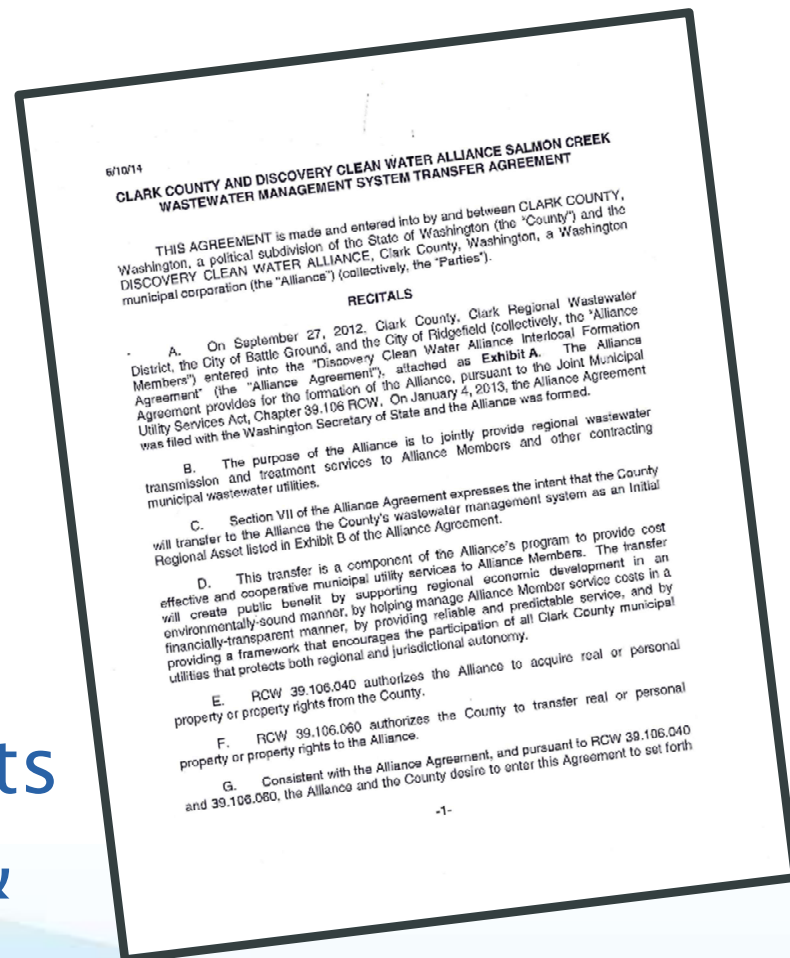 6/10/14
CLARK COUNTY AND DISCOVERY CLEAN WATER ALLIANCE SALMON CREEK
WASTEWATER MANAGEMENT SYSTEM TRANSFER AGREEMENT
THIS AGREEMENT is made and entered into by and between CLARK COUNTY,
Washington, a political subdivision of the State of Washington (the "County") and the
DISCOVERY CLEAN WATER ALLIANCE, Clark County, Washington, a Washington
municipal corporation (the "Alliance") (collectively, the "Parties").
RECITALS
A. On September 27, 2012, Clark County, Clark Regional Wastewater
District, the City of Battle Ground, and the City of Ridgefield (collectively, the "Alliance
Members") entered into the "Discovery Clean Water Alliance Interlocal Formation
Agreement" (the "Alliance Agreement"), attached as Exhibit A. The Alliance
Agreement provides for the formation of the Alliance, pursuant to the Joint Municipal
Utility Services Act, Chapter 39.106 RCW. On January 4, 2013, the Alliance Agreement
was filed with the Washington Secretary of State and the Alliance was formed.
B. The purpose of the Alliance is to jointly provide regional wastewater
transmission and treatment services to Alliance Members and other contracting
municipal wastewater utilities.
C. Section VII of the Alliance Agreement expresses the intent that the County
will transfer to the Alliance the County's wastewater management system as an Initial
Regional Asset listed in Exhibit B of the Alliance Agreement.
D. This transfer is a component of the Alliance's program to provide cost
effective and cooperative municipal utility services to Alliance Members. The transfer
will create public benefit by supporting regional economic development in an
environmentally-sound manner, by helping manage Alliance Member service costs in a
financially-transparent manner, by providing reliable and predictable service, and by
providing a framework that encourages the participation of all Clark County municipal
utilities that protects both regional and jurisdictional autonomy.
E. RCW 39.106.040 authorizes the Alliance to acquire real or personal
property or property rights from the County.
F. RCW 39.106.060 authorizes the County to transfer real or personal
property or property rights to the Alliance.
G. Consistent with the Alliance Agreement, and pursuant to RCW 39.106.040
and 39.106.060, the Alliance and the County desire to enter this Agreement to set forth
-1-
ts
&